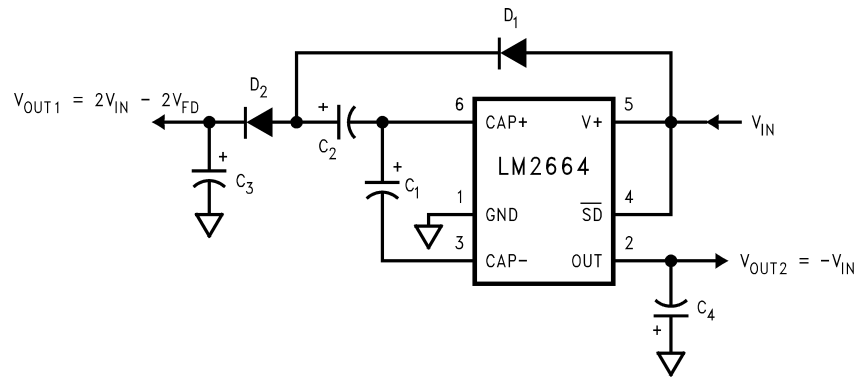 D1
VOUT1 = 2VIN - 2VFD
D2
+
C2
6
CAP+
V+
5
VIN
+
C3
+
C1
LM2664
1
GND
SD
4
3
CAP-
OUT
2
VOUT2 = -VIN
C4
+